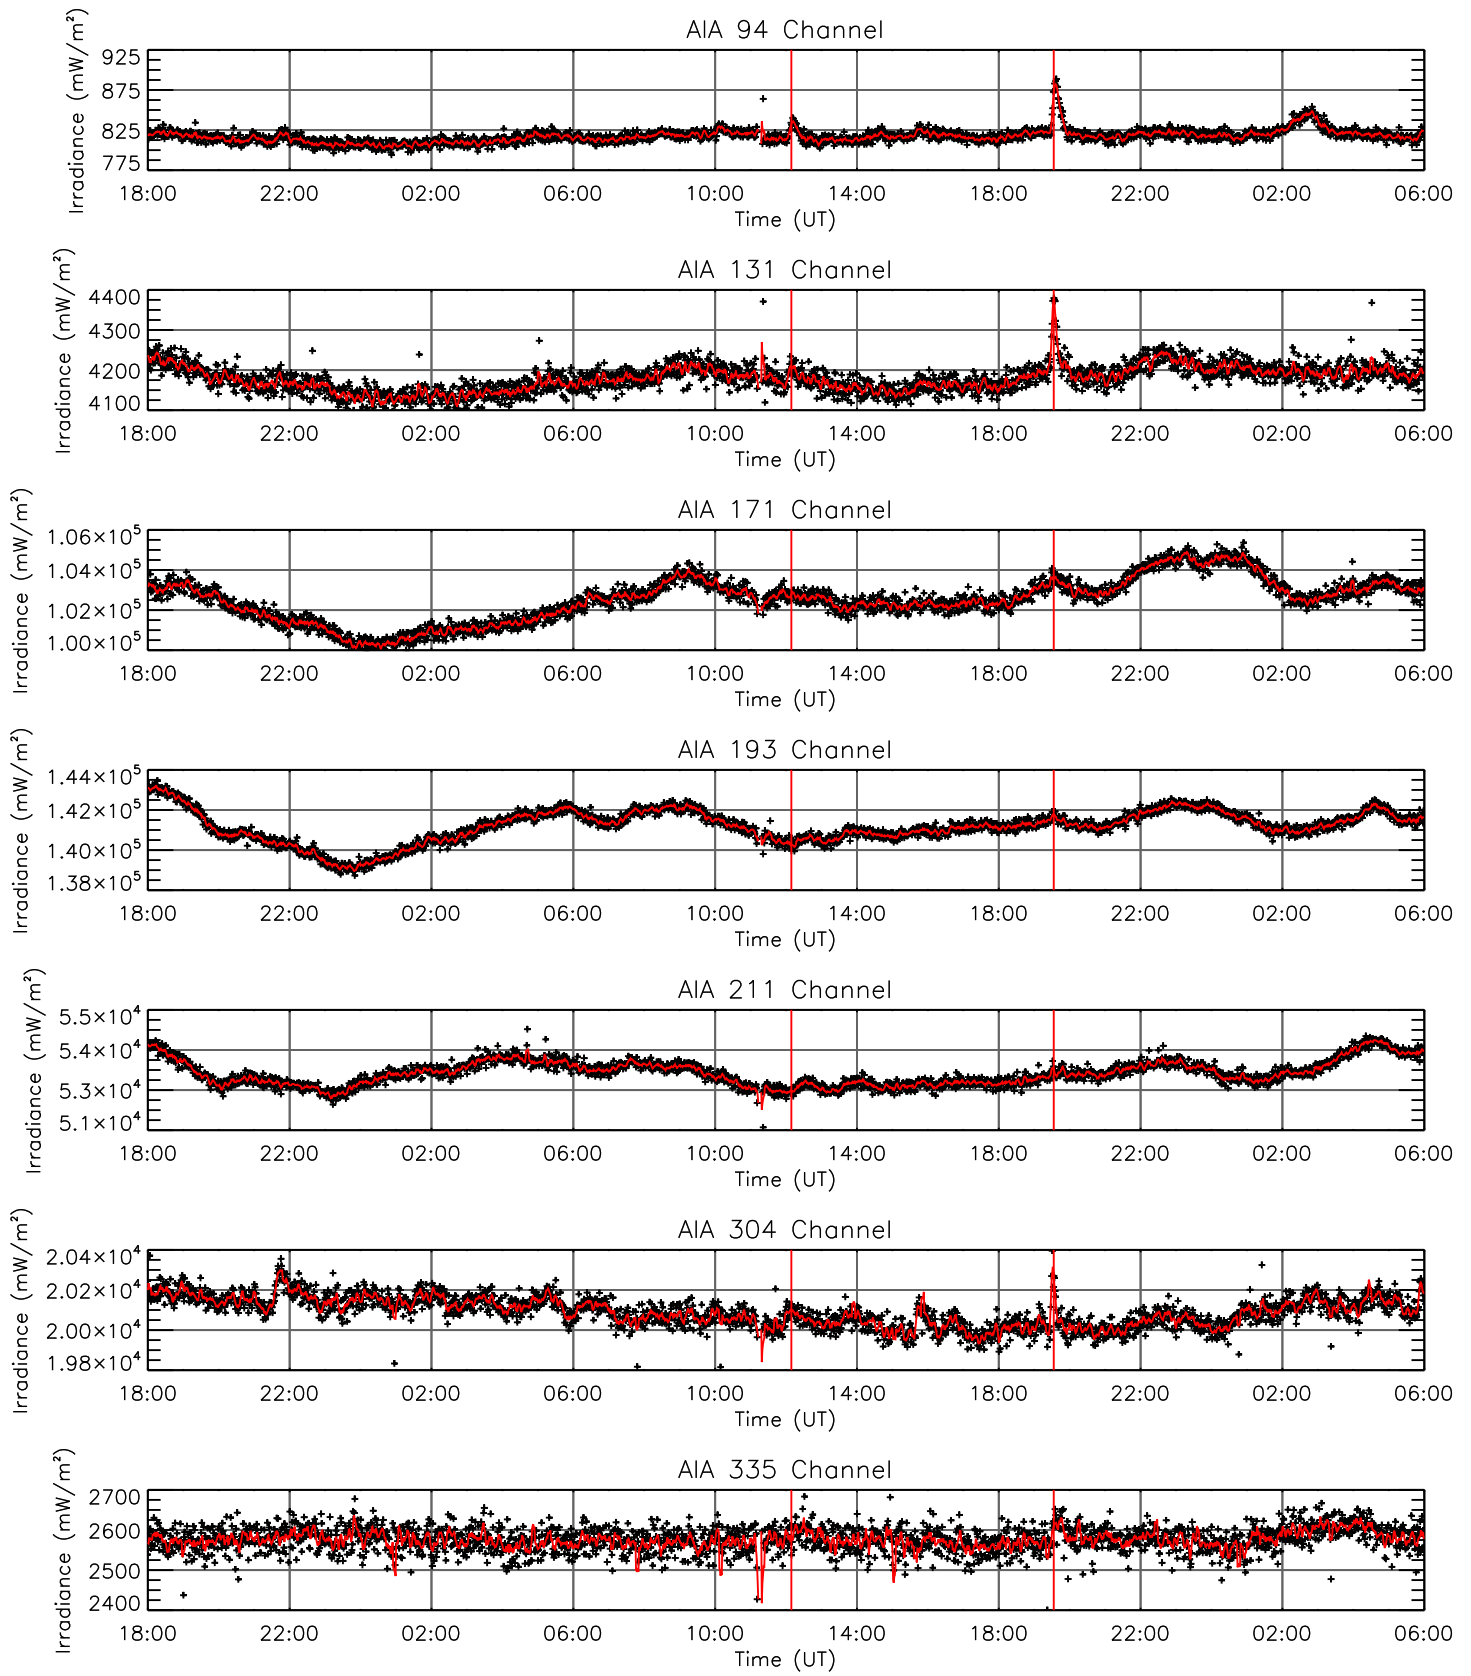 AIA 94 Channel
Irradiance (mW/m²)
925
875
825
775
18:00 22:00 02:00 06:00 10:00 14:00 18:00 22:00 02:00 06:00
Time (UT)
AIA 131 Channel
Irradiance (mW/m²)
4400
4300
4200
4100
18:00 22:00 02:00 06:00 10:00 14:00 18:00 22:00 02:00 06:00
Time (UT)
AIA 171 Channel
Irradiance (mW/m²)
1.06×10⁵
1.04×10⁵
1.02×10⁵
1.00×10⁵
18:00 22:00 02:00 06:00 10:00 14:00 18:00 22:00 02:00 06:00
Time (UT)
AIA 193 Channel
Irradiance (mW/m²)
1.44×10⁵
1.42×10⁵
1.40×10⁵
1.38×10⁵
18:00 22:00 02:00 06:00 10:00 14:00 18:00 22:00 02:00 06:00
Time (UT)
AIA 211 Channel
Irradiance (mW/m²)
5.5×10⁴
5.4×10⁴
5.3×10⁴
5.1×10⁴
18:00 22:00 02:00 06:00 10:00 14:00 18:00 22:00 02:00 06:00
Time (UT)
AIA 304 Channel
Irradiance (mW/m²)
2.04×10⁴
2.02×10⁴
2.00×10⁴
1.98×10⁴
18:00 22:00 02:00 06:00 10:00 14:00 18:00 22:00 02:00 06:00
Time (UT)
AIA 335 Channel
Irradiance (mW/m²)
2700
2600
2500
2400
18:00 22:00 02:00 06:00 10:00 14:00 18:00 22:00 02:00 06:00
Time (UT)